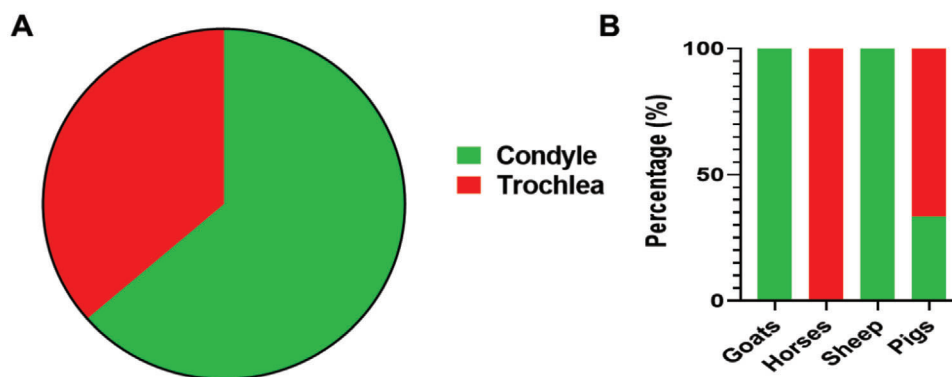 A
Condyle
Trochlea
B
Percentage (%)
100
50
0
Goats
Horses
Sheep
Pigs